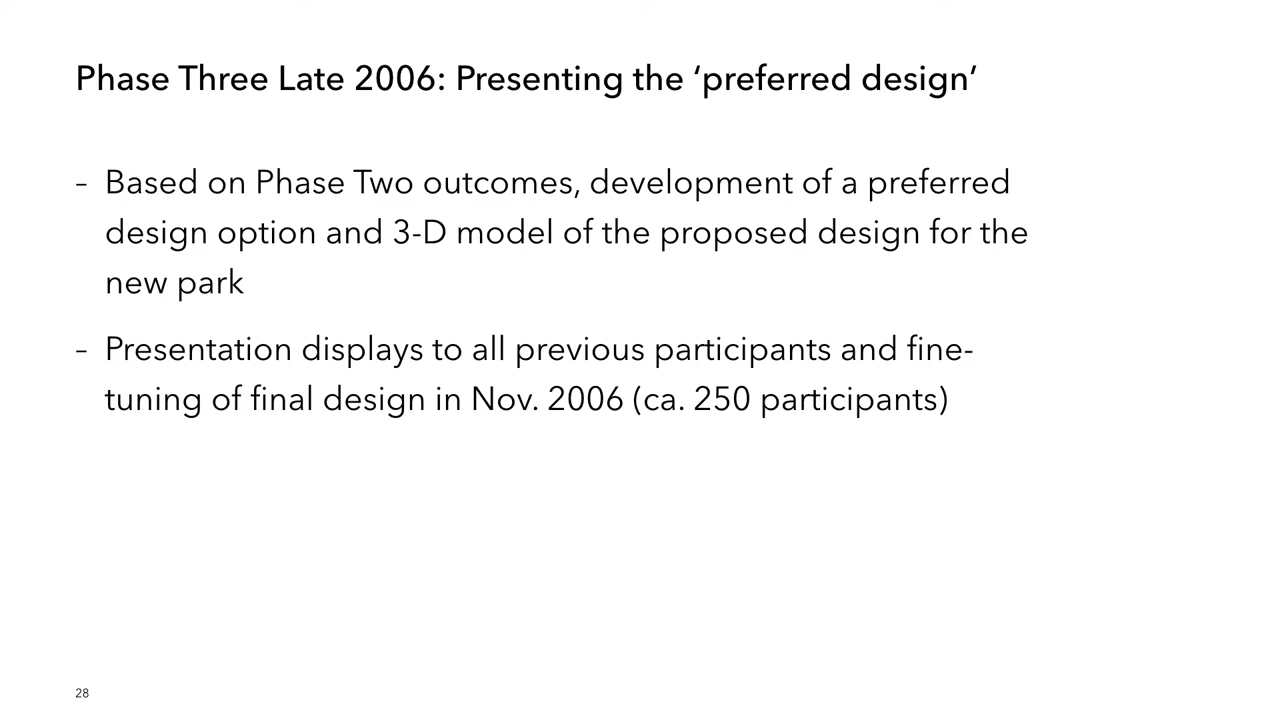 Phase Three Late 2006: Presenting the ‘preferred design’
– Based on Phase Two outcomes, development of a preferred
design option and 3-D model of the proposed design for the
new park
– Presentation displays to all previous participants and fine-
tuning of final design in Nov. 2006 (ca. 250 participants)
28